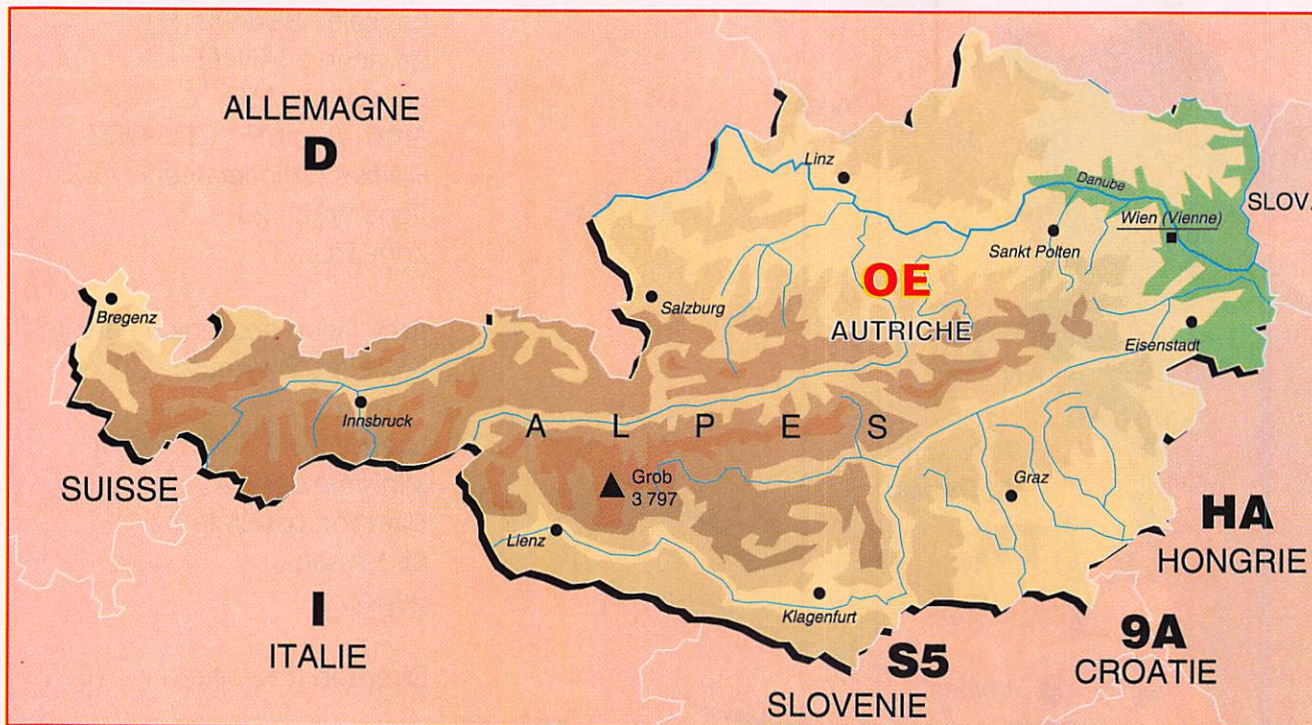 ALLEMAGNE
D
Linz
Danube
SLOV
Wien (Vienne)
Sankt Polten
OE
AUTRICHE
Salzburg
Bregenz
Eisenstadt
Innsbruck
ALPES
SUISSE
Grob
3 797
Graz
Lienz
HA
HONGRIE
I
ITALIE
Klagenfurt
S5
SLOVENIE
9A
CROATIE